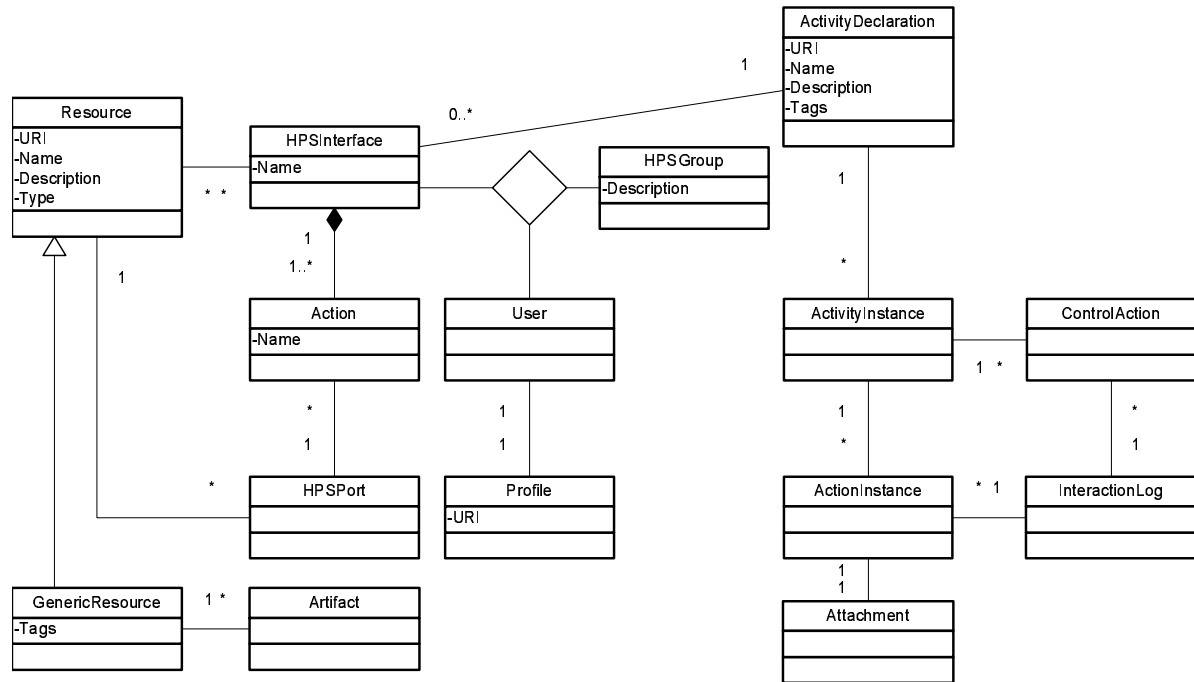 ActivityDeclaration
-URI
-Name
-Description
-Tags
1
0..*
Resource
-URI
-Name
-Description
-Type
HPSInterface
-Name
* *
HPSGroup
-Description
1
*
1
1..*
1
Action
-Name
User
ActivityInstance
ControlAction
1 *
*
1
1
1
1
*
*
1
*
HPSPort
Profile
-URI
ActionInstance
* 1
InteractionLog
1
1
GenericResource
-Tags
1 *
Artifact
Attachment